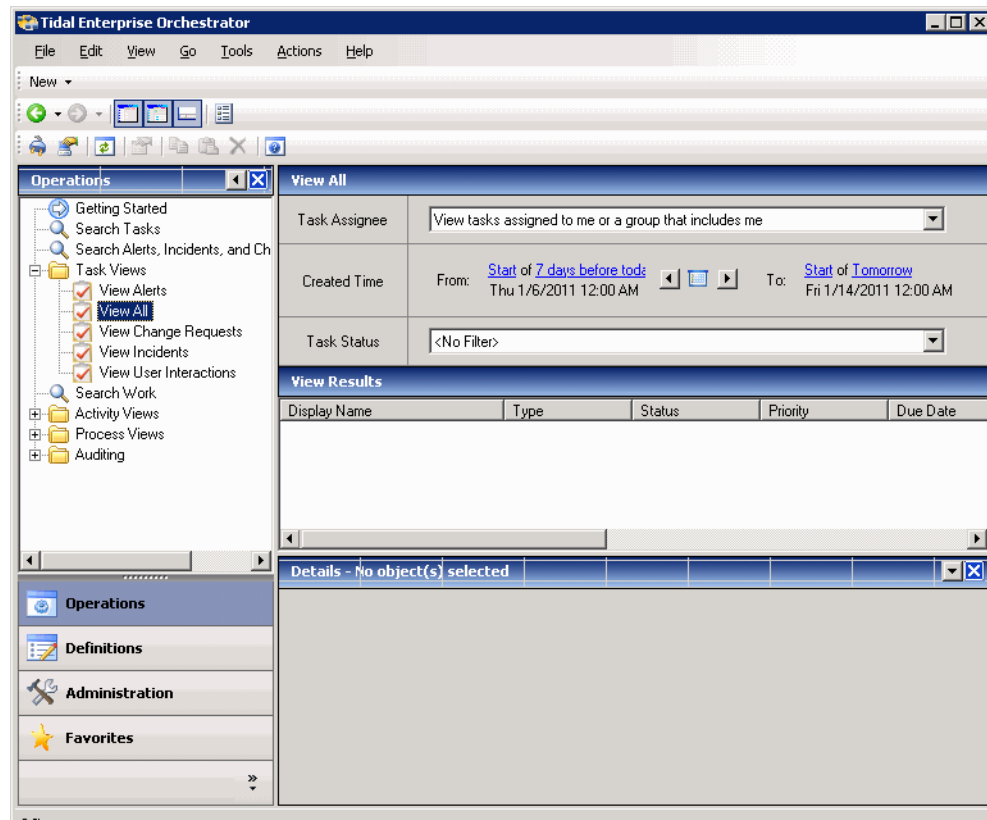 Tidal Enterprise Orchestrator
File Edit View Go Tools Actions Help
New
Operations
Getting Started
Search Tasks
Search Alerts, Incidents, and Ch
Task Views
View Alerts
View All
View Change Requests
View Incidents
View User Interactions
Search Work
Activity Views
Process Views
Auditing
Operations
Definitions
Administration
Favorites
View All
Task Assignee View tasks assigned to me or a group that includes me
Created Time From: Start of 7 days before toda To: Start of Tomorrow
Thu 1/6/2011 12:00 AM Fri 1/14/2011 12:00 AM
Task Status <No Filter>
View Results
Display Name Type Status Priority Due Date
Details - No object(s) selected